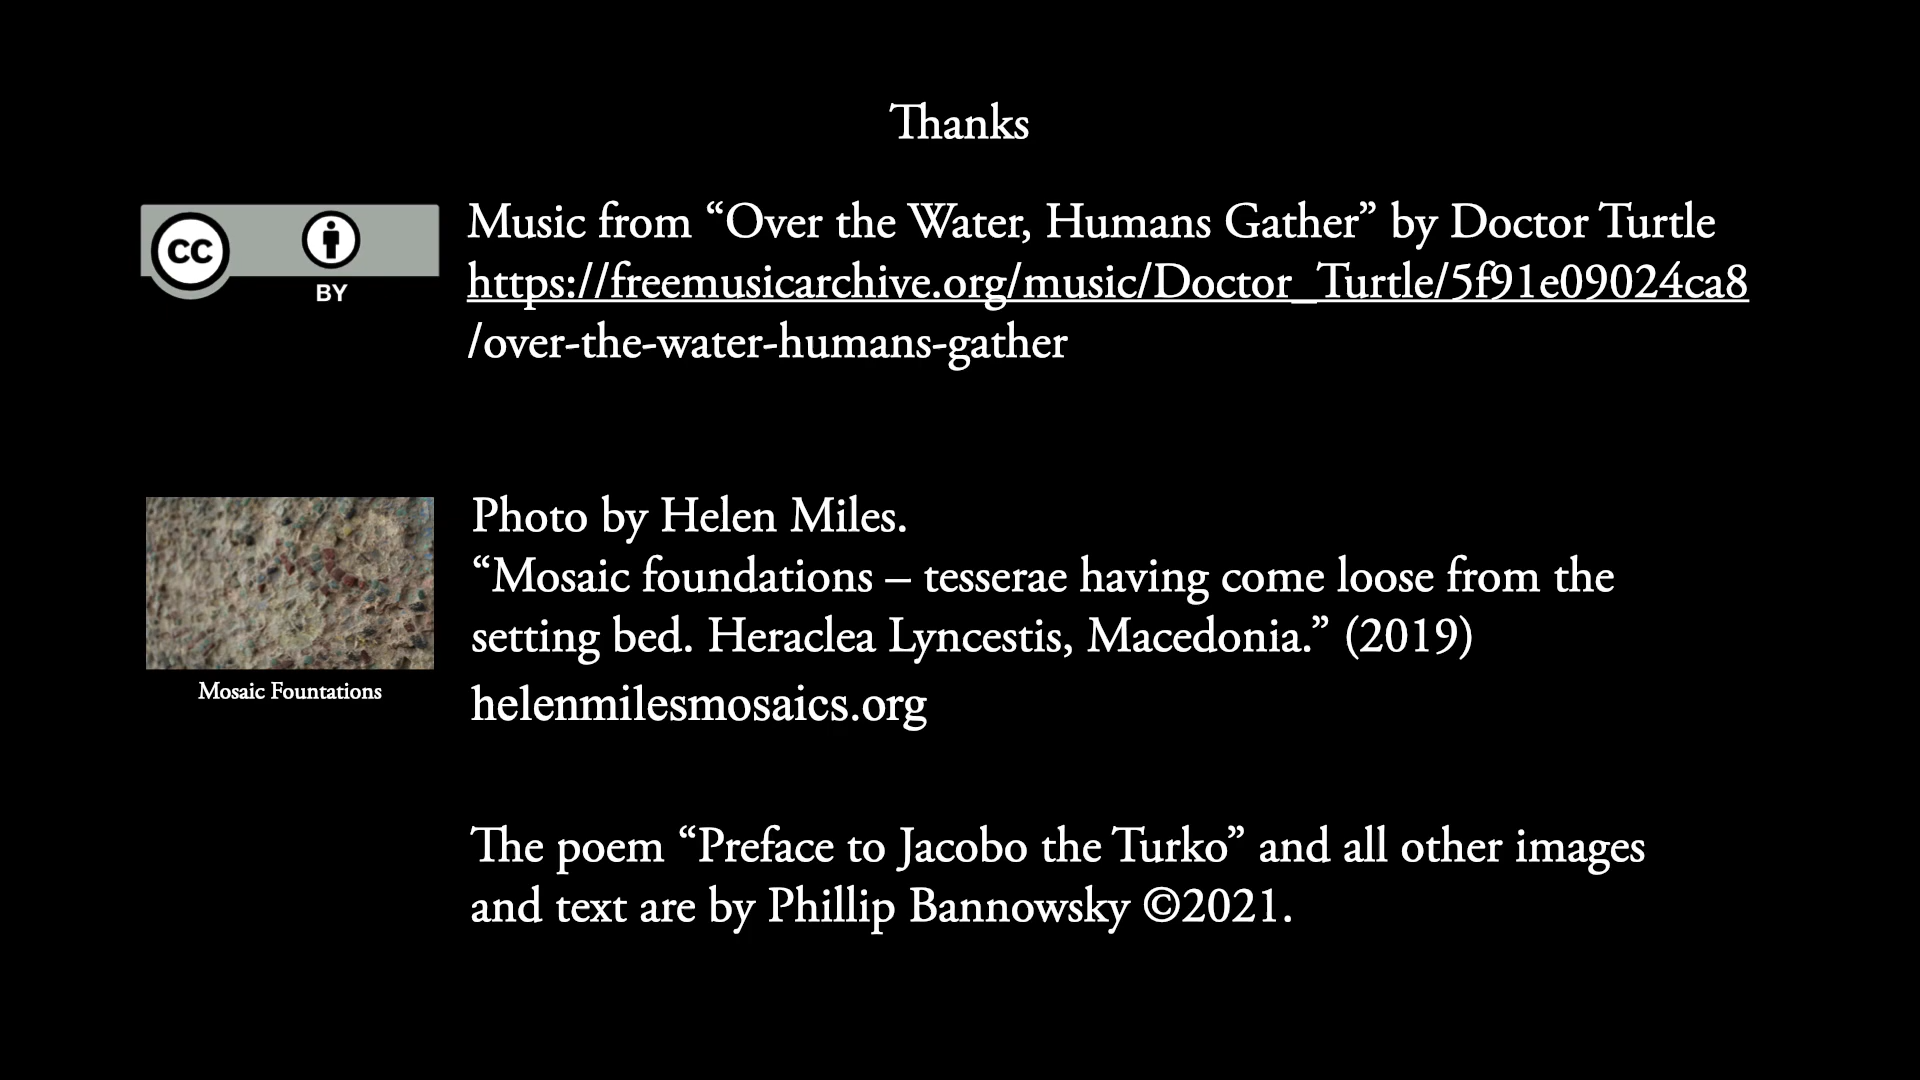 Thanks
CC
BY
Music from “Over the Water, Humans Gather” by Doctor Turtle
https://freemusicarchive.org/music/Doctor_Turtle/5f91e09024ca8
/over-the-water-humans-gather
Photo by Helen Miles.
“Mosaic foundations – tesserae having come loose from the
setting bed. Heraclea Lyncestis, Macedonia.” (2019)
helenmilesmosaics.org
Mosaic Fountations
The poem “Preface to Jacobo the Turko” and all other images
and text are by Phillip Bannowsky ©2021.